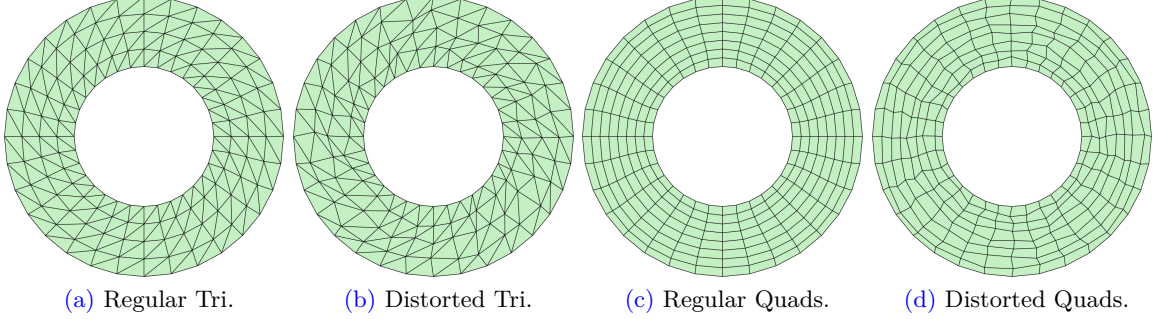 (a) Regular Tri. (b) Distorted Tri. (c) Regular Quads. (d) Distorted Quads.